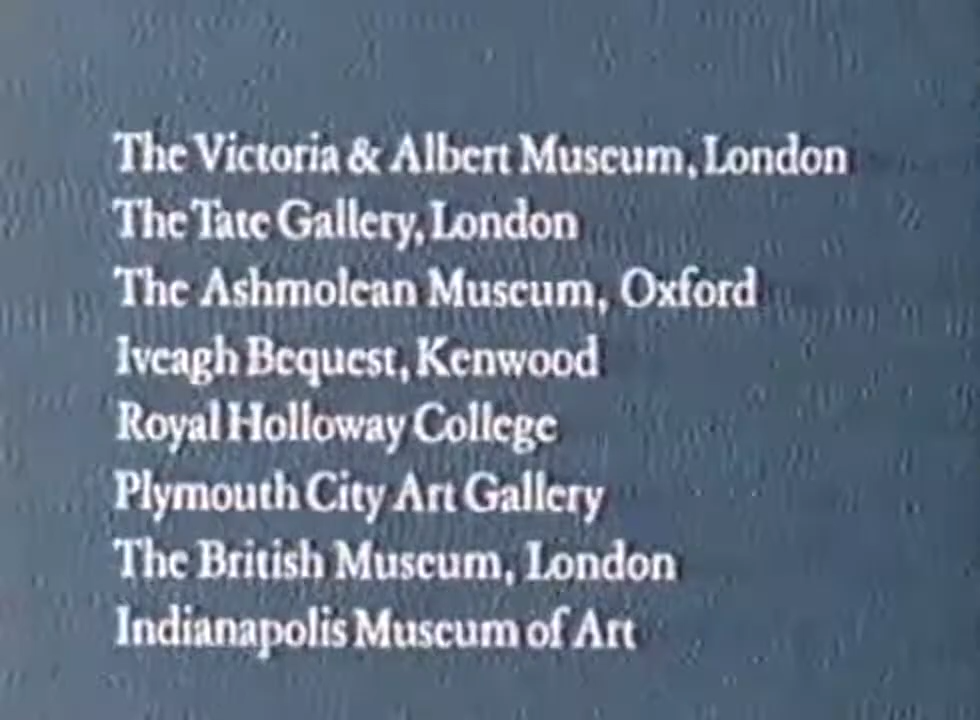 The Victoria & Albert Museum, London
The Tate Gallery, London
The Ashmolean Museum, Oxford
Iveagh Bequest, Kenwood
Royal Holloway College
Plymouth City Art Gallery
The British Museum, London
Indianapolis Museum of Art